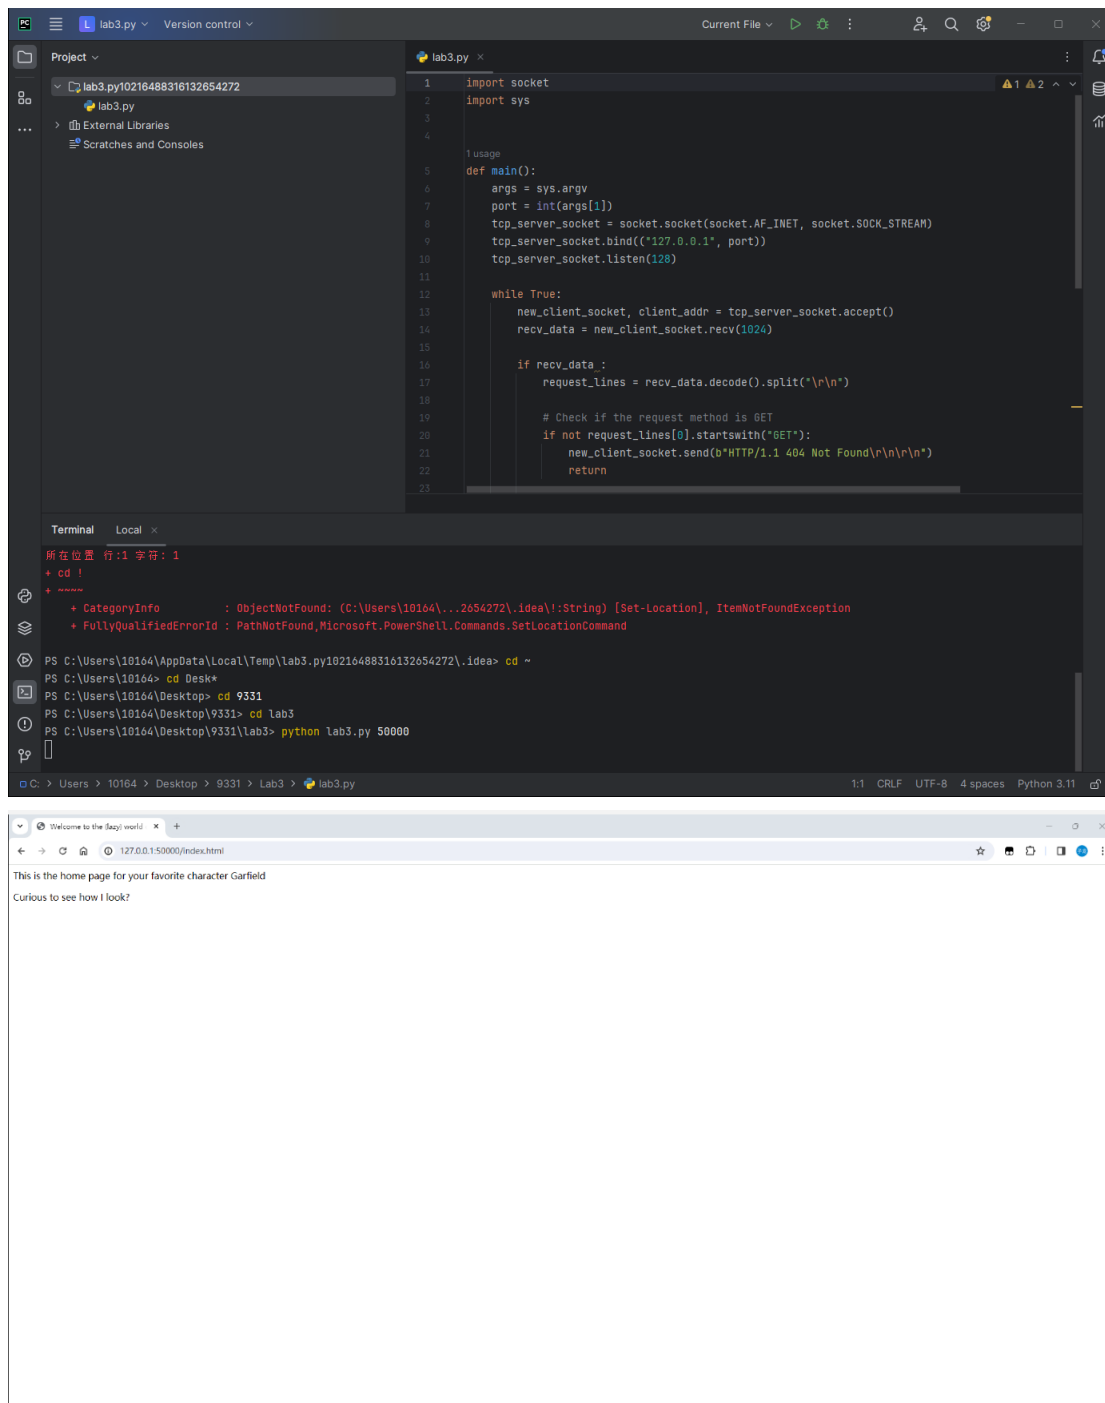 PC L lab3.py Version control Current File
Project
lab3.py
lab3.py10216488316132654272
lab3.py
External Libraries
Scratches and Consoles
1 import socket
1 2
2 import sys
3
4
1 usage
5 def main():
6 args = sys.argv
7 port = int(args[1])
8 tcp_server_socket = socket.socket(socket.AF_INET, socket.SOCK_STREAM)
9 tcp_server_socket.bind(("127.0.0.1", port))
10 tcp_server_socket.listen(128)
11
12 while True:
13 new_client_socket, client_addr = tcp_server_socket.accept()
14 recv_data = new_client_socket.recv(1024)
15
16 if recv_data :
17 request_lines = recv_data.decode().split("\r\n")
18
19 # Check if the request method is GET
20 if not request_lines[0].startswith("GET"):
21 new_client_socket.send(b"HTTP/1.1 404 Not Found\r\n\r\n")
22 return
23
Terminal Local
所在位置 行:1 字符: 1
+ cd !
+ ~~~~
+ CategoryInfo : ObjectNotFound: (C:\Users\10164\...2654272\.idea\!:String) [Set-Location], ItemNotFoundException
+ FullyQualifiedErrorId : PathNotFound,Microsoft.PowerShell.Commands.SetLocationCommand
PS C:\Users\10164\AppData\Local\Temp\lab3.py10216488316132654272\.idea> cd ~
PS C:\Users\10164> cd Desk*
PS C:\Users\10164\Desktop> cd 9331
PS C:\Users\10164\Desktop\9331> cd lab3
PS C:\Users\10164\Desktop\9331\lab3> python lab3.py 50000
C: > Users > 10164 > Desktop > 9331 > Lab3 > lab3.py 1:1 CRLF UTF-8 4 spaces Python 3.11
Welcome to the (lazy) world
127.0.0.1:50000/index.html
This is the home page for your favorite character Garfield
Curious to see how I look?